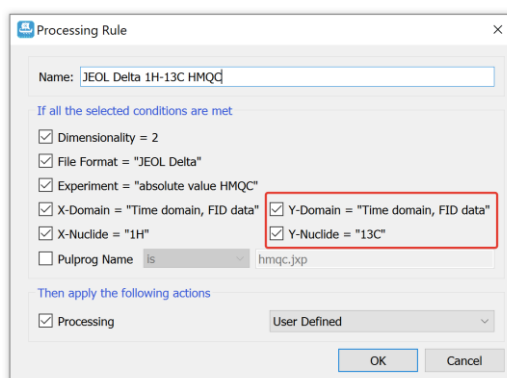 Processing Rule
Name: JEOL Delta 1H-13C HMQC
If all the selected conditions are met
Dimensionality = 2
File Format = "JEOL Delta"
Experiment = "absolute value HMQC"
X-Domain = "Time domain, FID data" Y-Domain = "Time domain, FID data"
X-Nuclide = "1H" Y-Nuclide = "13C"
Pulprog Name is hmqc.jxp
Then apply the following actions
Processing User Defined
OK Cancel